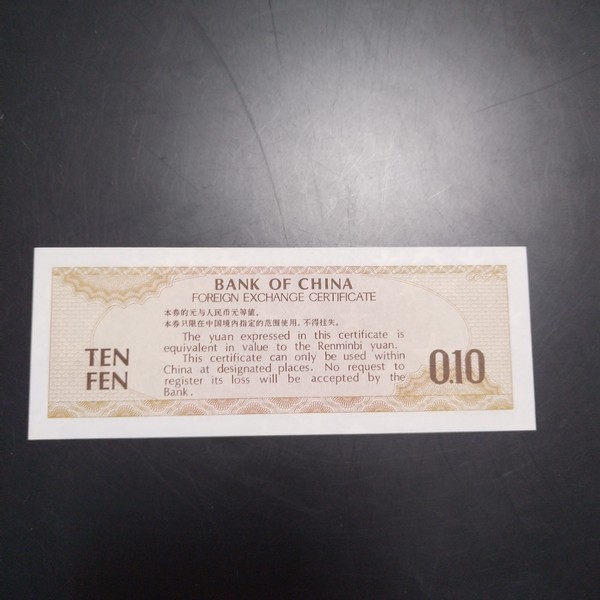 BANK OF CHINA
FOREIGN EXCHANGE CERTIFICATE
本券的元与人民币元等值。
本券只限在中国境内指定的范围使用,不得挂失。
The yuan expressed in this certificate is
equivalent in value to the Renminbi yuan.
This certificate can only be used within
China at designated places. No request to
register its loss will be accepted by the
Bank.
TEN
FEN
0.10